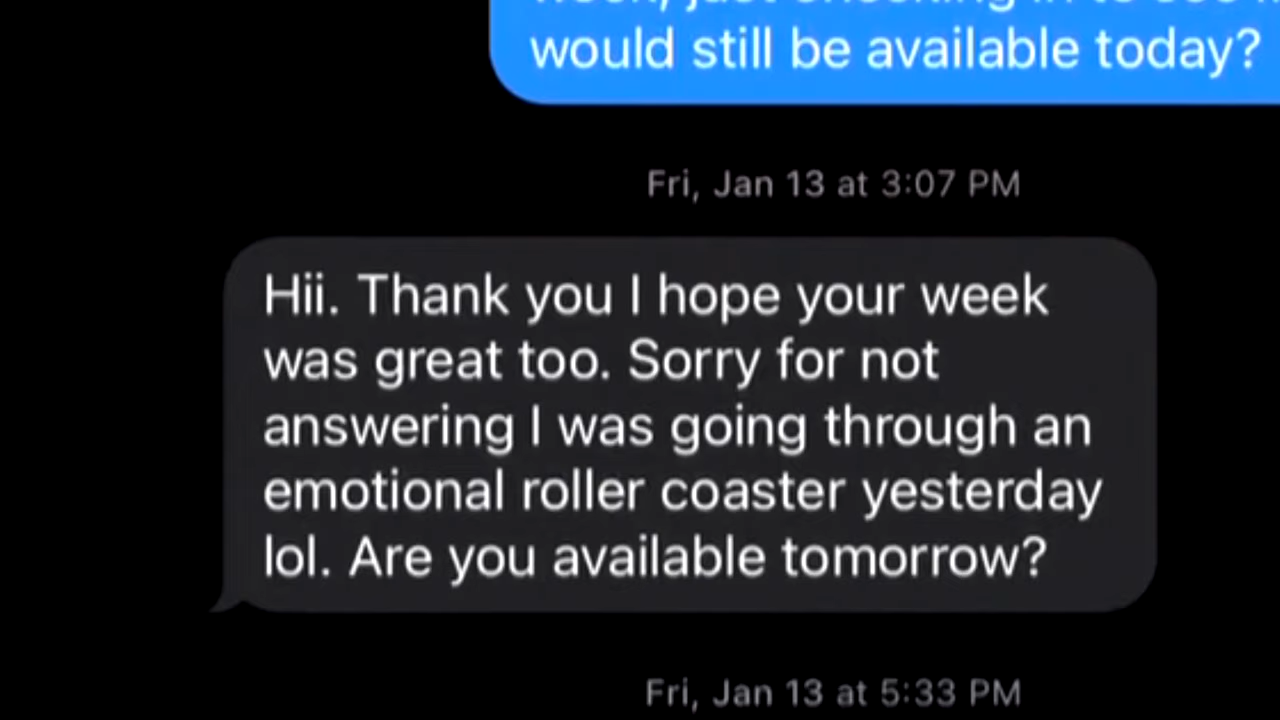 would still be available today?
Fri, Jan 13 at 3:07 PM
Hii. Thank you I hope your week
was great too. Sorry for not
answering I was going through an
emotional roller coaster yesterday
lol. Are you available tomorrow?
Fri, Jan 13 at 5:33 PM